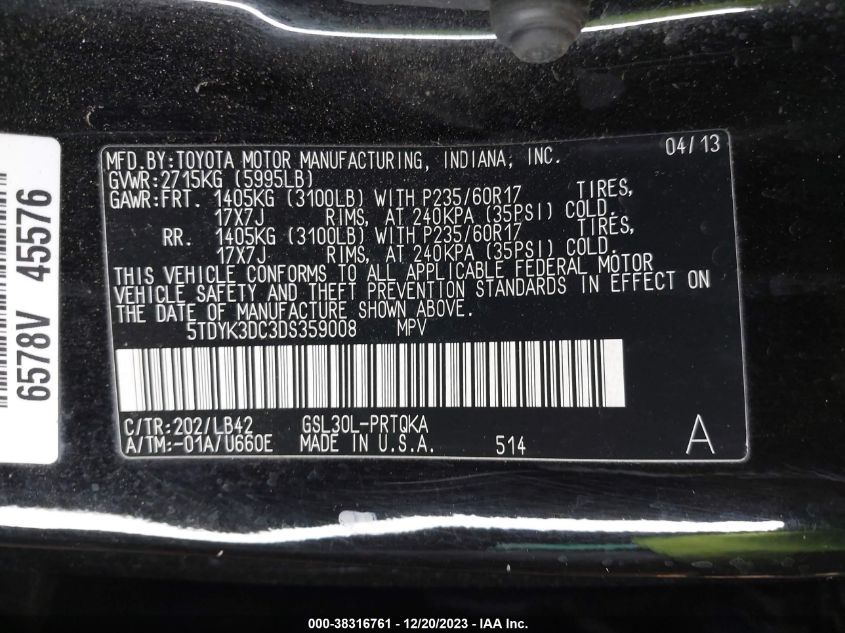 MFD.BY:TOYOTA MOTOR MANUFACTURING, INDIANA, INC. 04/13
GVWR:2715KG (5995LB)
GAWR:FRT. 1405KG (3100LB) WITH P235/60R17 TIRES,
17X7J RIMS, AT 240KPA (35PSI) COLD.
RR. 1405KG (3100LB) WITH P235/60R17 TIRES,
17X7J RIMS, AT 240KPA (35PSI) COLD.
THIS VEHICLE CONFORMS TO ALL APPLICABLE FEDERAL MOTOR
VEHICLE SAFETY AND THEFT PREVENTION STANDARDS IN EFFECT ON
THE DATE OF MANUFACTURE SHOWN ABOVE.
5TDYK3DC3DS359008 MPV
C/TR:202/LB42 GSL30L-PRTQKA
A/TM:-01A/U660E MADE IN U.S.A. 514 A
6578V 45576
000-38316761 - 12/20/2023 - IAA Inc.